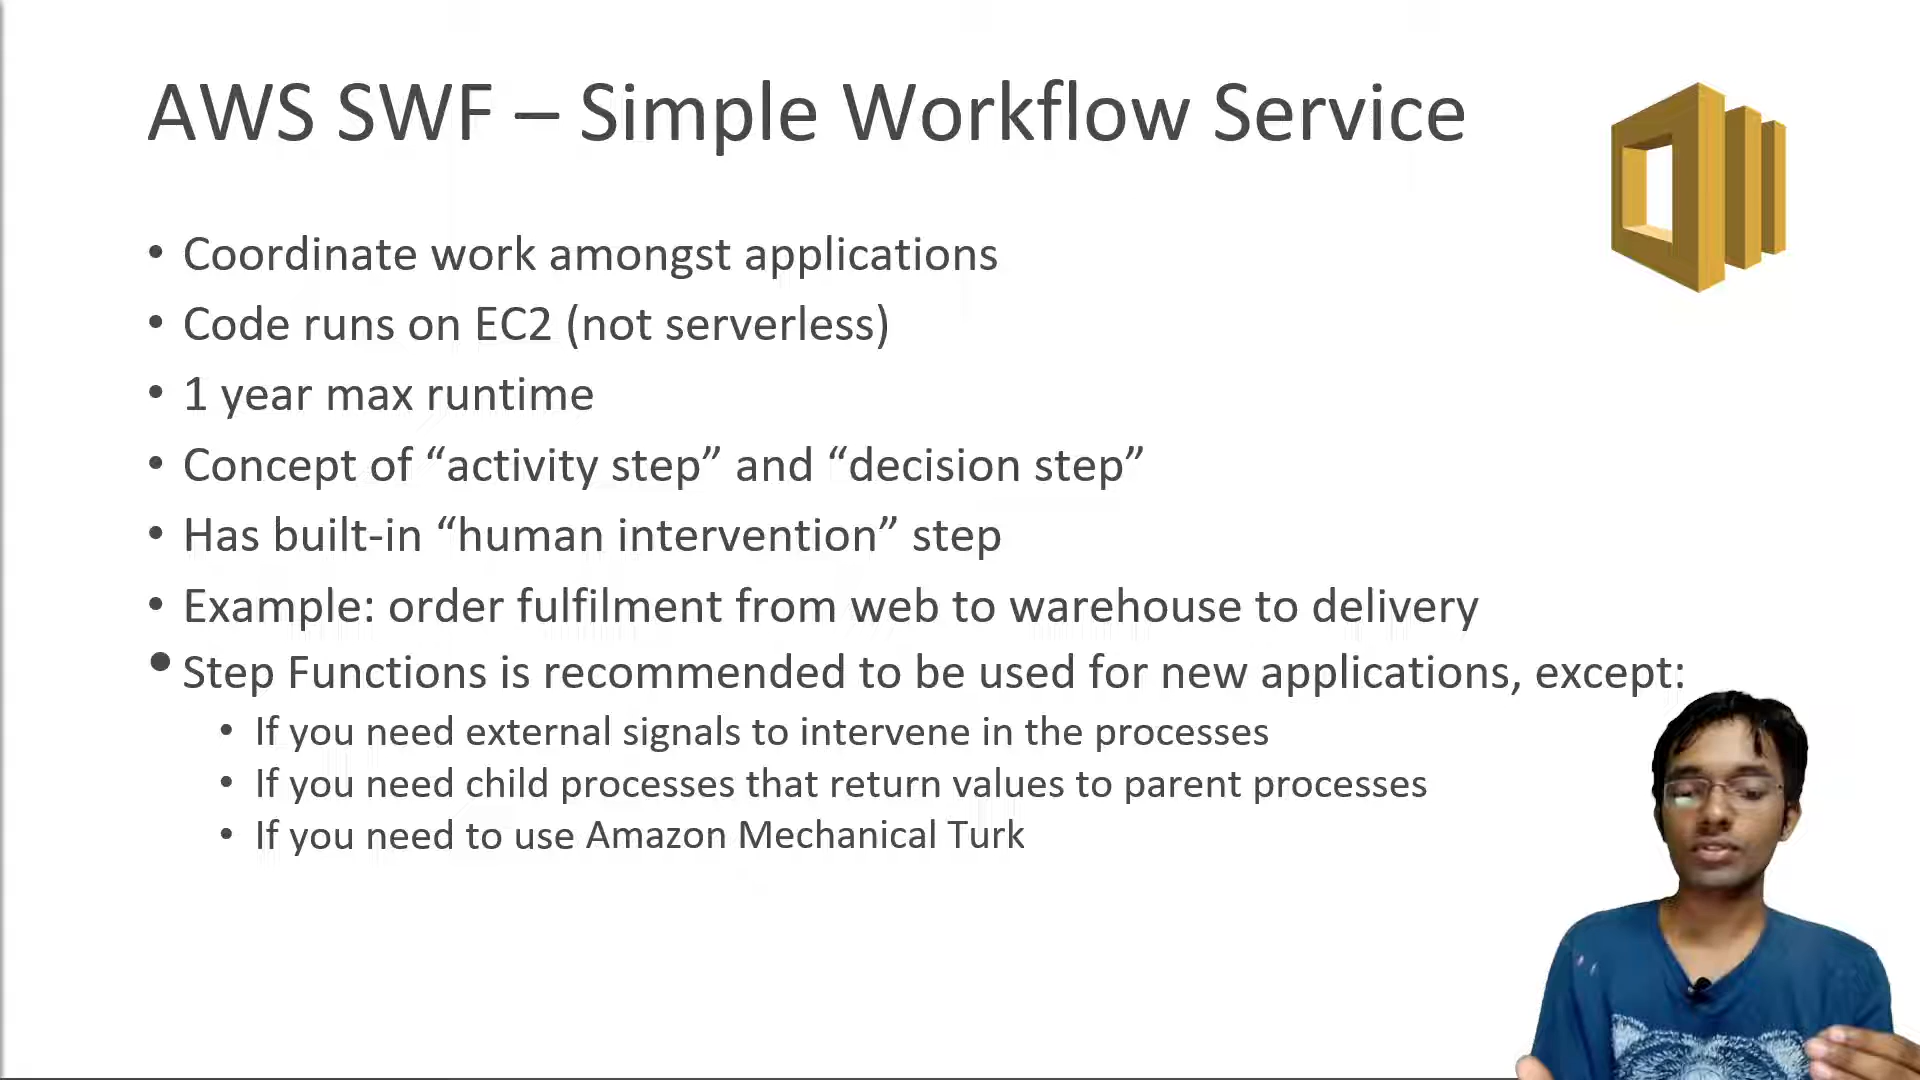 AWS SWF – Simple Workflow Service
• Coordinate work amongst applications
• Code runs on EC2 (not serverless)
• 1 year max runtime
• Concept of “activity step” and “decision step”
• Has built-in “human intervention” step
• Example: order fulfilment from web to warehouse to delivery
• Step Functions is recommended to be used for new applications, except:
• If you need external signals to intervene in the processes
• If you need child processes that return values to parent processes
• If you need to use Amazon Mechanical Turk